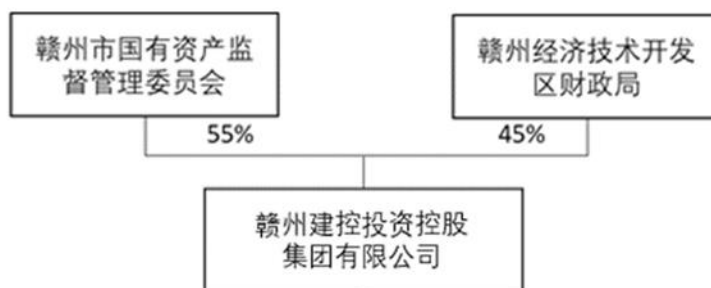 赣州市国有资产监
督管理委员会
赣州经济技术开发
区财政局
55%
45%
赣州建控投资控股
集团有限公司